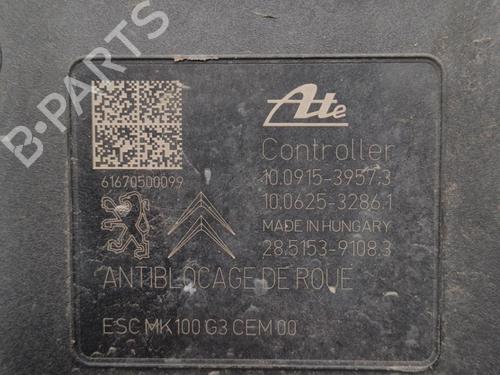 Ate
Controller
10.0915-3957.3
10.0625-3286.1
MADE IN HUNGARY
28.5153-9108.3
61670500099
ANTIBLOCAGE DE ROUE
ESC MK100 G3 CEM 00
B-PARTS